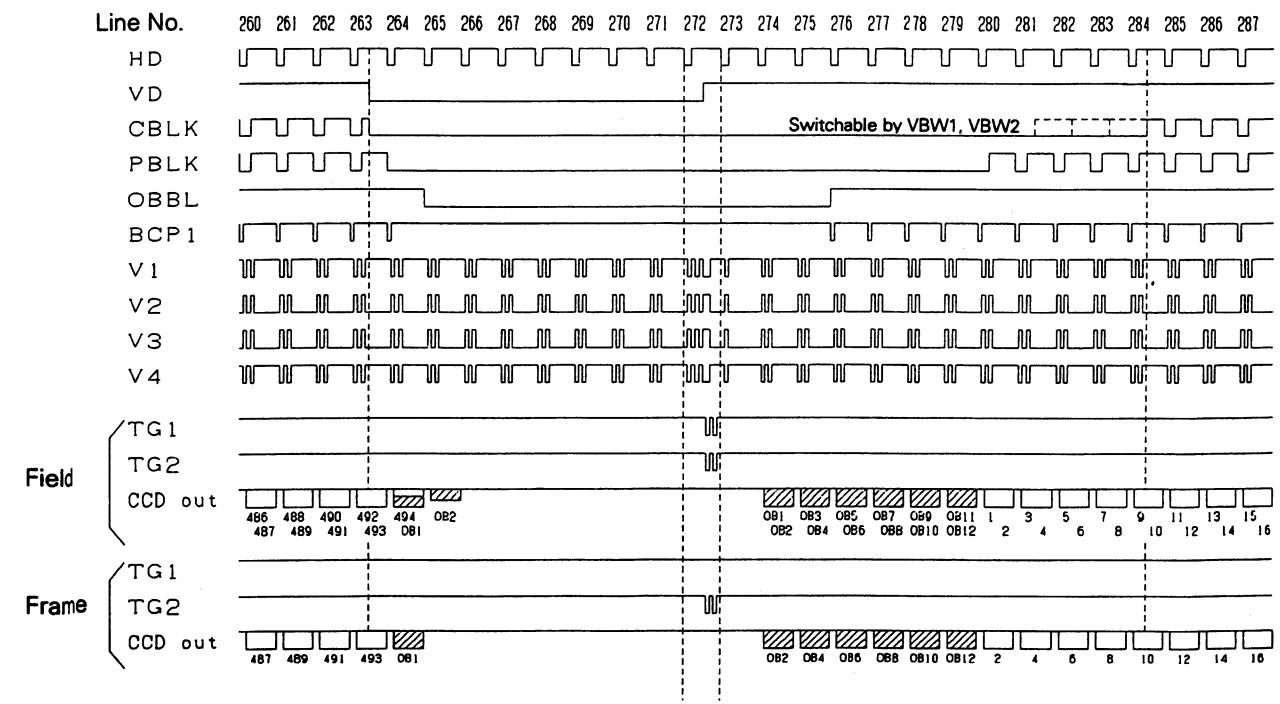 Line No. 260 261 262 263 264 265 266 267 268 269 270 271 272 273 274 275 276 277 278 279 280 281 282 283 284 285 286 287
HD
VD
CBLK Switchable by VBW1, VBW2
PBLK
OBBL
BCP1
V1
V2
V3
V4
Field
TG1
TG2
CCD out
486 488 490 492 494 OB2 OB1 OB3 OB5 OB7 OB9 OB11 1 3 5 7 9 11 13 15
487 489 491 493 OB1 OB2 OB4 OB6 OB8 OB10 OB12 2 4 6 8 10 12 14 16
Frame
TG1
TG2
CCD out
487 489 491 493 OB1 OB2 OB4 OB6 OB8 OB10 OB12 2 4 6 8 10 12 14 16